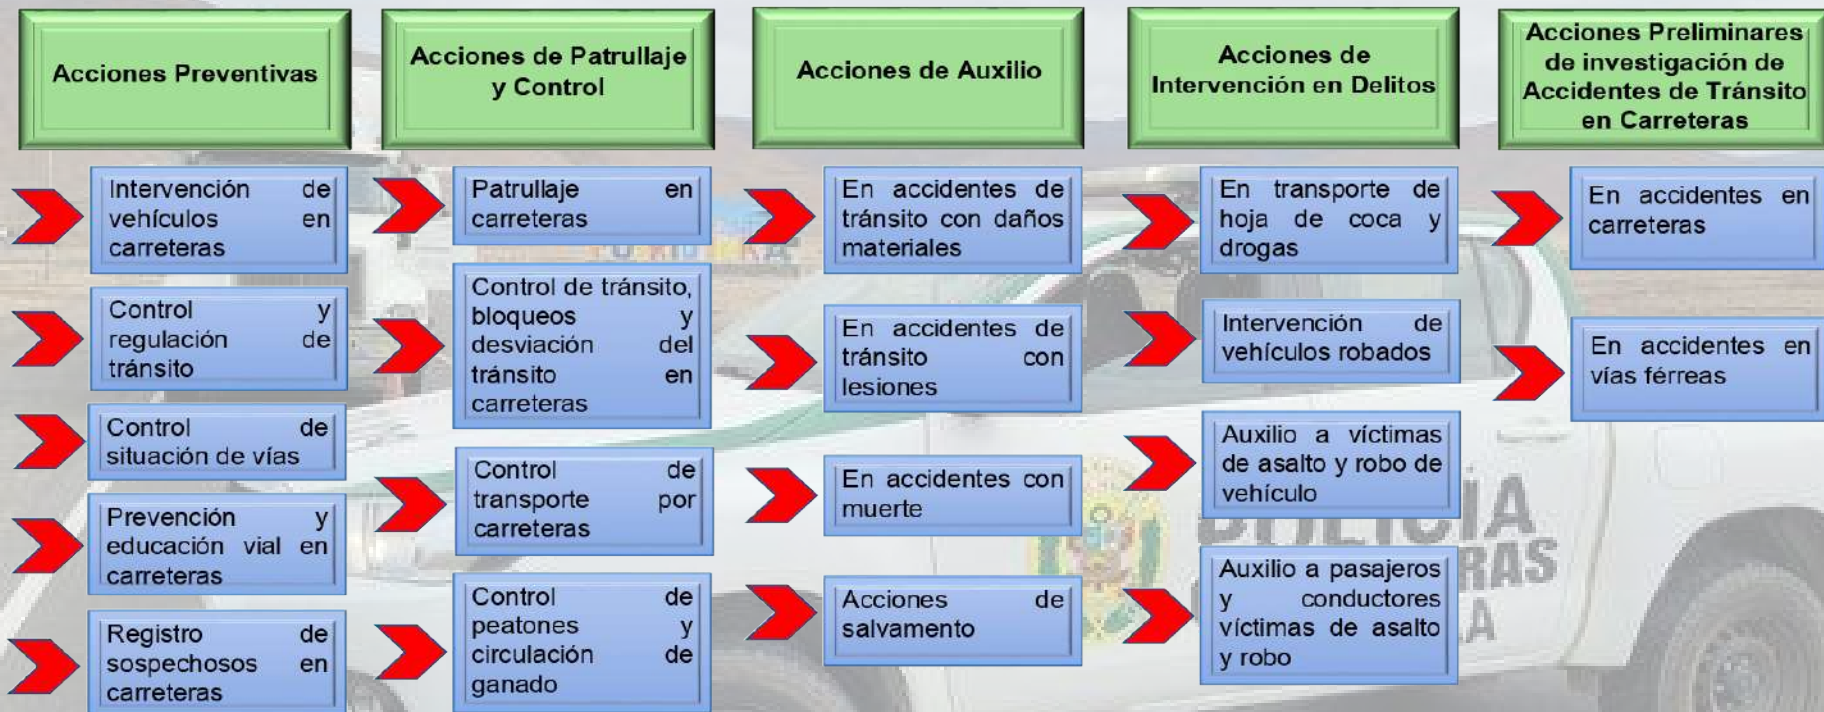 Acciones Preventivas
Intervención de
vehículos en
carreteras
Control y
regulación de
tránsito
Control de
situación de vías
Prevención y
educación vial en
carreteras
Registro de
sospechosos en
carreteras
Acciones de Patrullaje
y Control
Patrullaje en
carreteras
Control de tránsito,
bloqueos y
desviación del
tránsito en
carreteras
Control de
transporte por
carreteras
Control de
peatones y
circulación de
ganado
Acciones de Auxilio
En accidentes de
tránsito con daños
materiales
En accidentes de
tránsito con
lesiones
En accidentes con
muerte
Acciones de
salvamento
Acciones de
Intervención en Delitos
En transporte de
hoja de coca y
drogas
Intervención de
vehículos robados
Auxilio a víctimas
de asalto y robo de
vehículo
Auxilio a pasajeros
y conductores
víctimas de asalto
y robo
Acciones Preliminares
de investigación de
Accidentes de Tránsito
en Carreteras
En accidentes en
carreteras
En accidentes en
vías férreas
POLICÍA